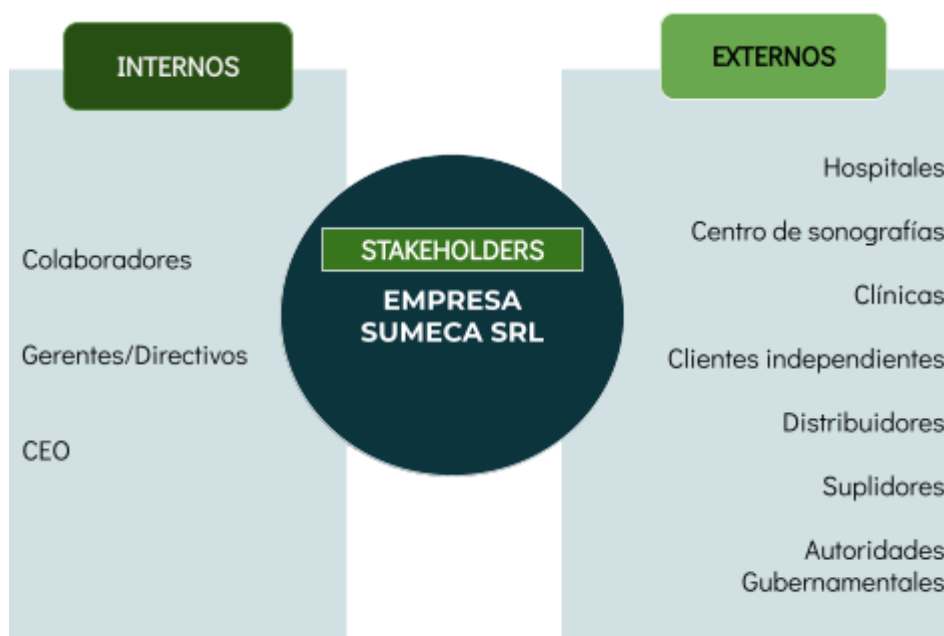 INTERNOS
Colaboradores
Gerentes/Directivos
CEO
STAKEHOLDERS
EMPRESA
SUMECA SRL
EXTERNOS
Hospitales
Centro de sonografías
Clínicas
Clientes independientes
Distribuidores
Suplidores
Autoridades
Gubernamentales